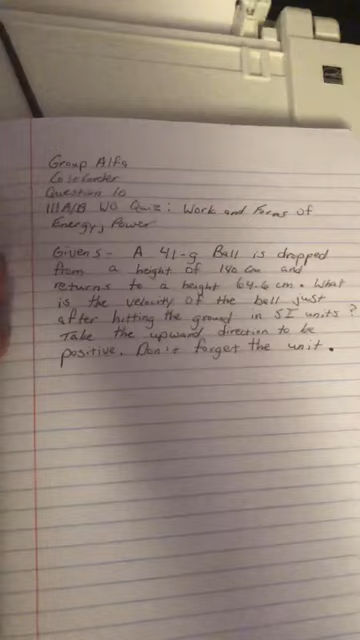 Group Alfa
Question 10
111A/B WO Quiz: Work and Forms of
Energy, Power
Givens - A 41-g Ball is dropped
from a height of 140 cm and
returns to a height 64.6 cm. What
is the velocity of the ball just
after hitting the ground in SI units?
Take the upward direction to be
positive. Don't forget the unit.